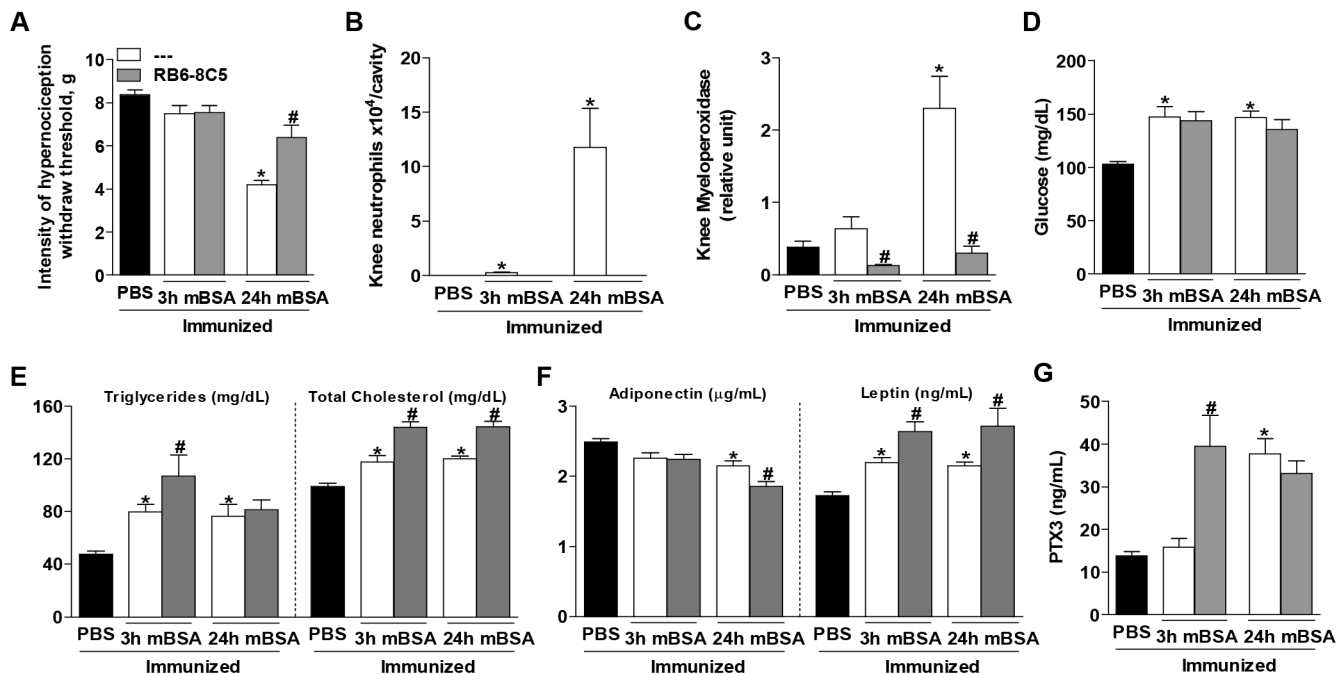 A
Intensity of hypernociception
withdraw threshold, g
10
8
6
4
2
0
---
RB6-8C5
*
#
PBS
3h mBSA
24h mBSA
Immunized
B
Knee neutrophils x10⁴/cavity
20
15
10
5
0
*
*
PBS
3h mBSA
24h mBSA
Immunized
C
Knee Myeloperoxidase
(relative unit)
3
2
1
0
#
*
#
PBS
3h mBSA
24h mBSA
Immunized
D
Glucose (mg/dL)
200
150
100
50
0
*
*
PBS
3h mBSA
24h mBSA
Immunized
E
Triglycerides (mg/dL)
Total Cholesterol (mg/dL)
160
120
80
40
0
*
#
*
*
#
*
#
PBS
3h mBSA
24h mBSA
Immunized
PBS
3h mBSA
24h mBSA
Immunized
F
Adiponectin (μg/mL)
Leptin (ng/mL)
3
2
1
0
*
#
*
#
*
#
PBS
3h mBSA
24h mBSA
Immunized
PBS
3h mBSA
24h mBSA
Immunized
G
PTX3 (ng/mL)
50
40
30
20
10
0
#
*
PBS
3h mBSA
24h mBSA
Immunized